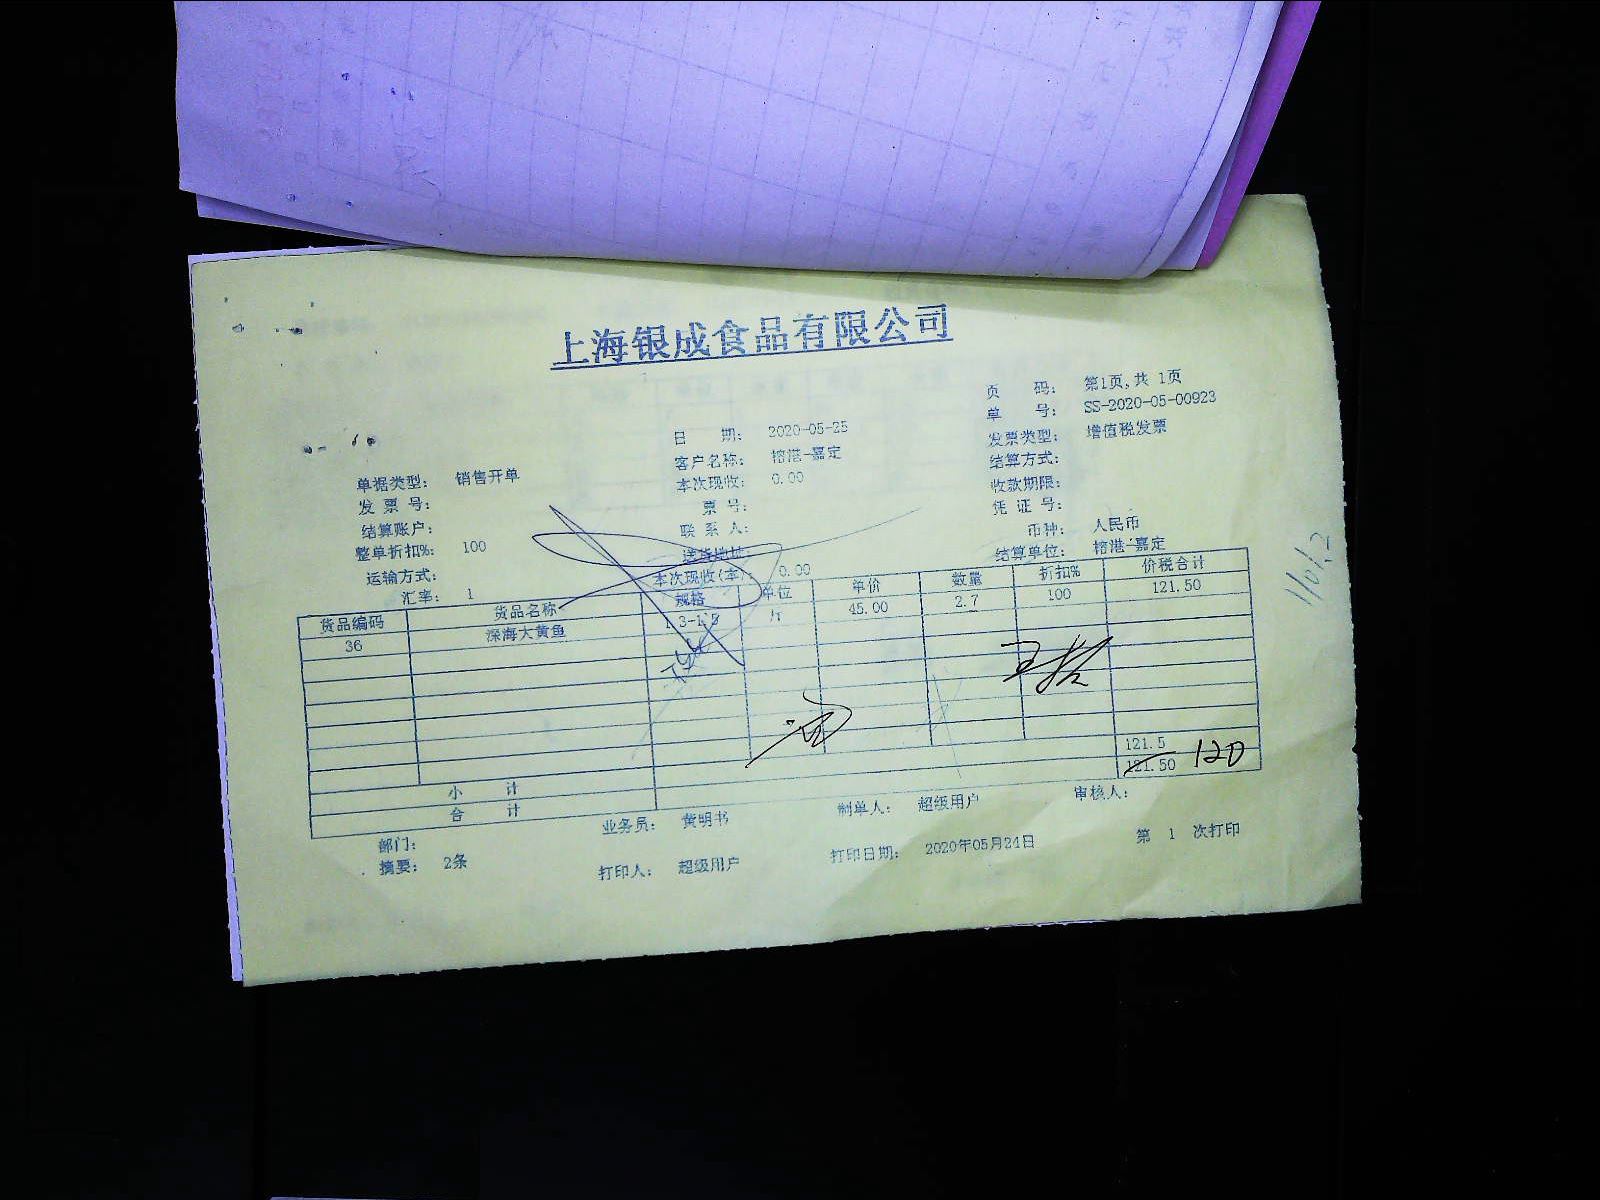 上海银成食品有限公司
页 码: 第1页,共 1页
单 号: SS-2020-05-00923
日 期: 2020-05-25 发票类型: 增值税发票
客户名称: 榕港-嘉定 结算方式:
单据类型: 销售开单 本次现收: 0.00 收款期限:
发 票 号: 票 号: 凭 证 号:
结算账户: 联 系 人: 币种: 人民币
整单折扣%: 100 送货地址: 结算单位: 榕港-嘉定
运输方式: 本次现收(本): 0.00
汇率: 1
货品编码 货品名称 规格 单位 单价 数量 折扣% 价税合计
36 深海大黄鱼 1.3-1.5 斤 45.00 2.7 100 121.50
小 计 121.5
合 计 121.50 120
部门: 业务员: 黄明书 制单人: 超级用户 审核人:
摘要: 2条 打印人: 超级用户 打印日期: 2020年05月24日 第 1 次打印